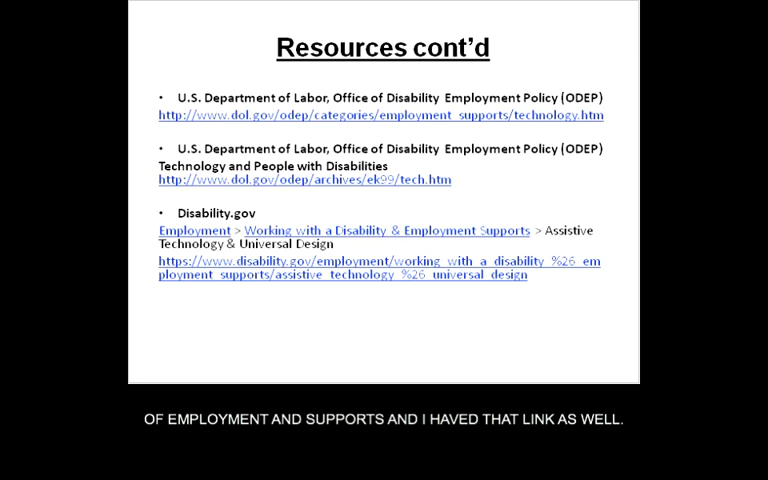 Resources cont'd
• U.S. Department of Labor, Office of Disability Employment Policy (ODEP)
http://www.dol.gov/odep/categories/employment_supports/technology.htm
• U.S. Department of Labor, Office of Disability Employment Policy (ODEP)
Technology and People with Disabilities
http://www.dol.gov/odep/archives/ek99/tech.htm
• Disability.gov
Employment > Working with a Disability & Employment Supports > Assistive
Technology & Universal Design
https://www.disability.gov/employment/working_with_a_disability_%26_em
ployment_supports/assistive_technology_%26_universal_design
OF EMPLOYMENT AND SUPPORTS AND I HAVED THAT LINK AS WELL.